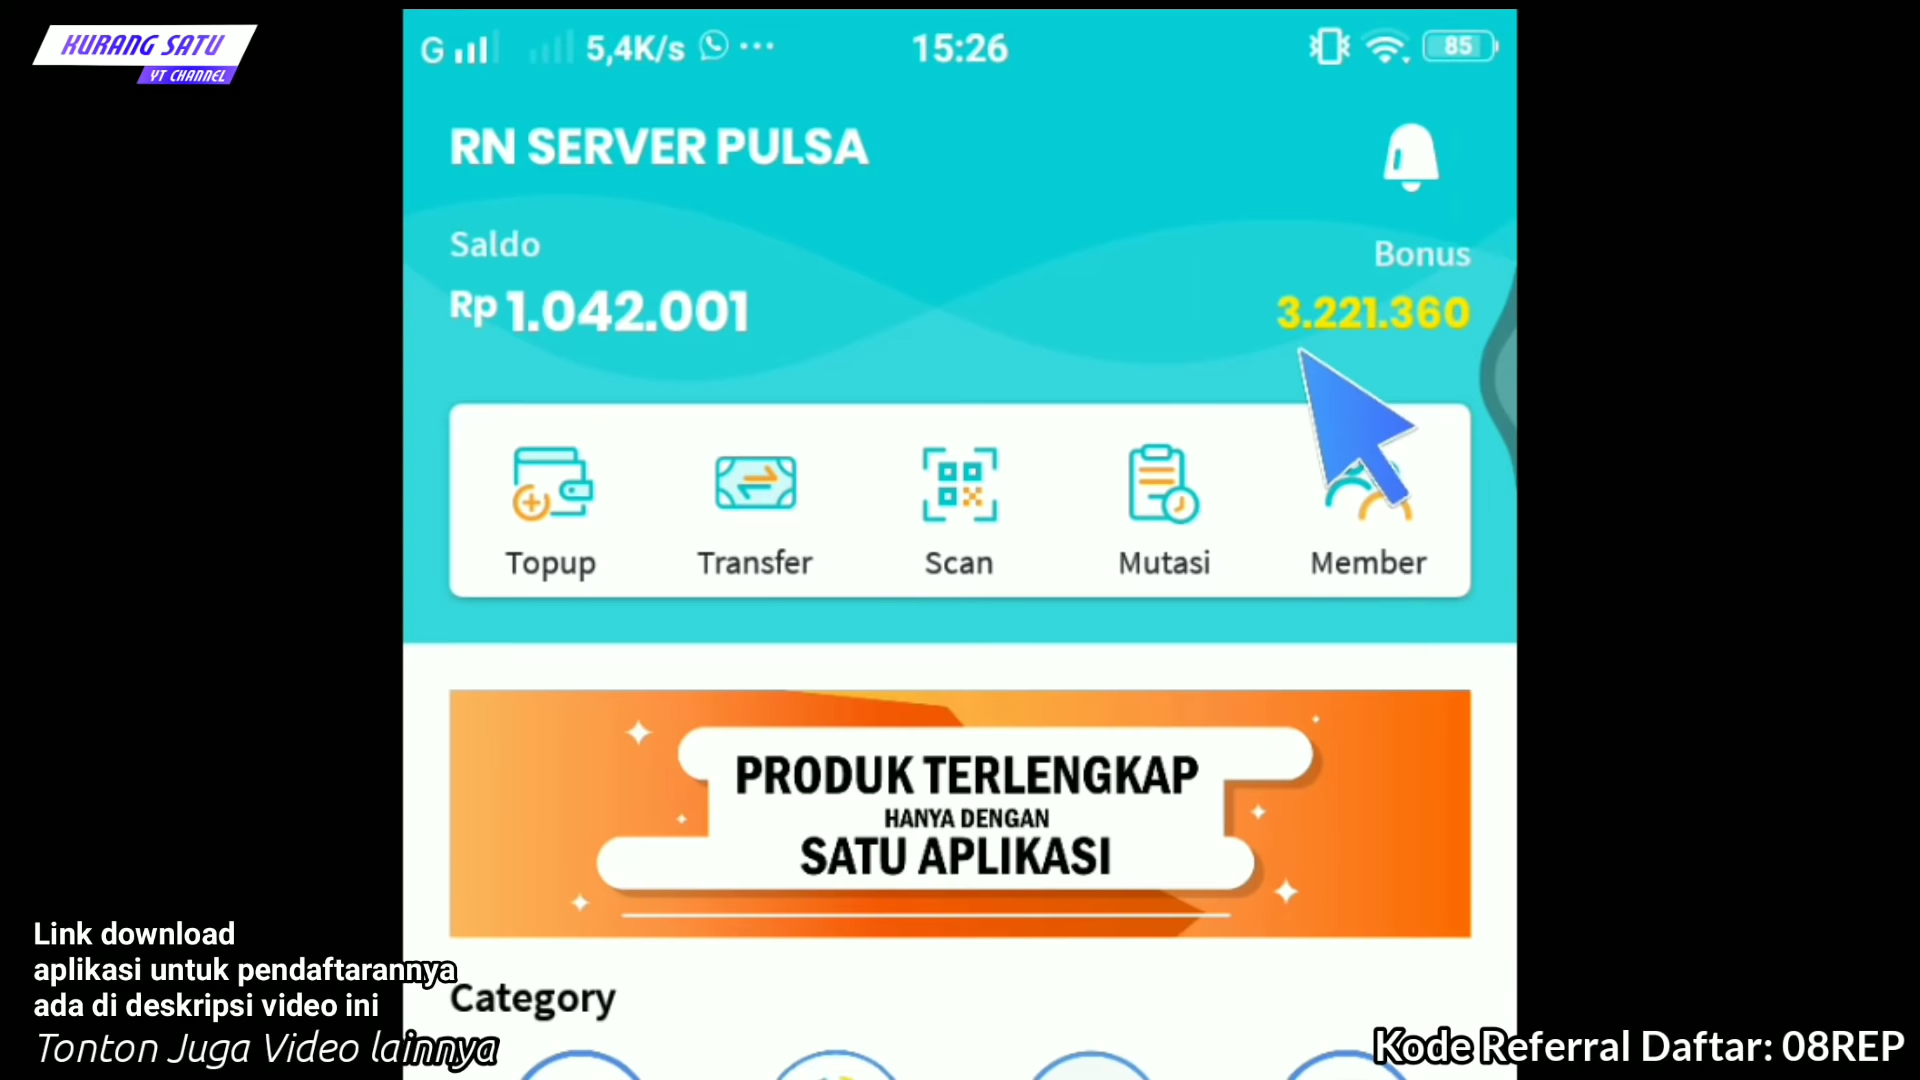 KURANG SATU
YT CHANNEL
G 5,4K/s ... 15:26 85
RN SERVER PULSA
Saldo
Bonus
Rp 1.042.001
3.221.360
Topup
Transfer
Scan
Mutasi
Member
PRODUK TERLENGKAP
HANYA DENGAN
SATU APLIKASI
Category
Link download
aplikasi untuk pendaftarannya
ada di deskripsi video ini
Tonton Juga Video lainnya
Kode Referral Daftar: 08REP